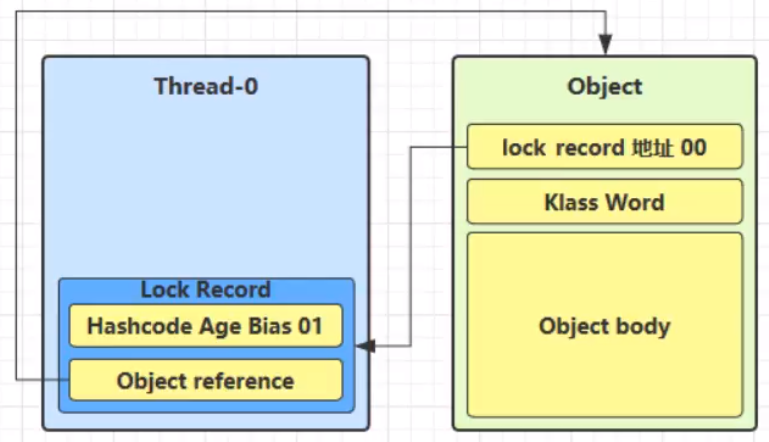 Thread-0
Lock Record
Hashcode Age Bias 01
Object reference
Object
lock record 地址 00
Klass Word
Object body